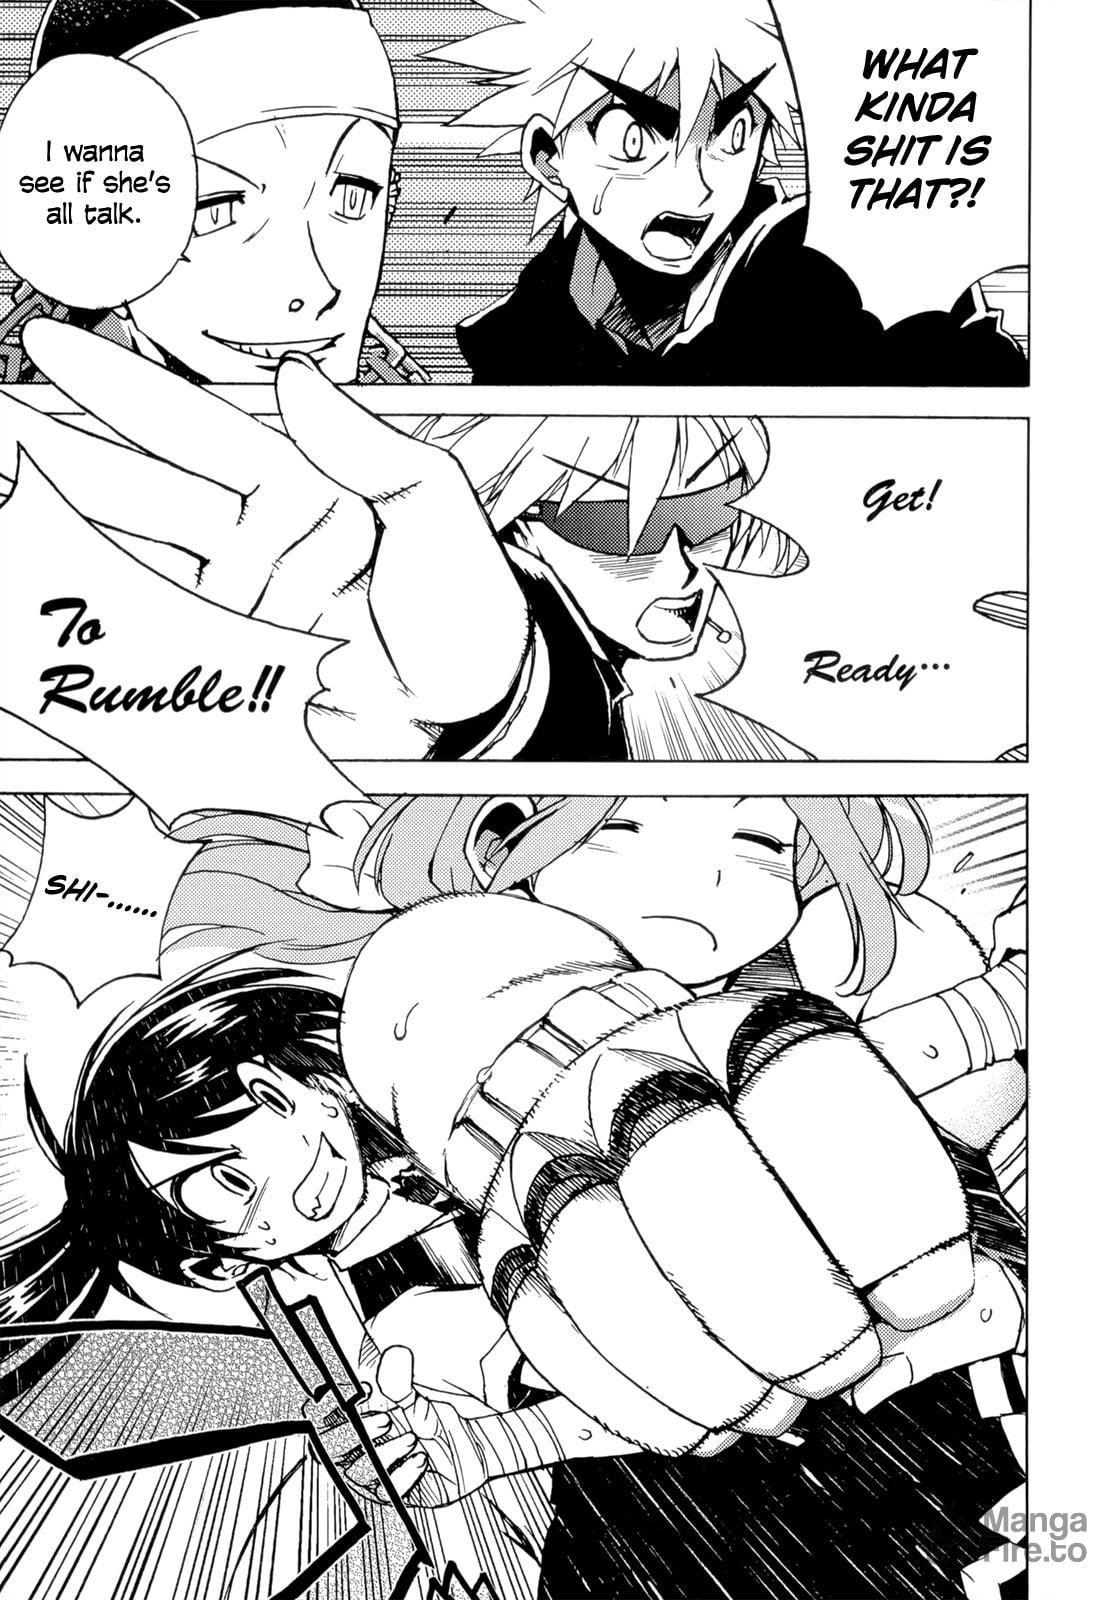 WHAT
KINDA
SHIT IS
THAT?!
I wanna
see if she's
all talk.
Get!
Ready...
To
Rumble!!
SHI-......
Manga
Fire.to